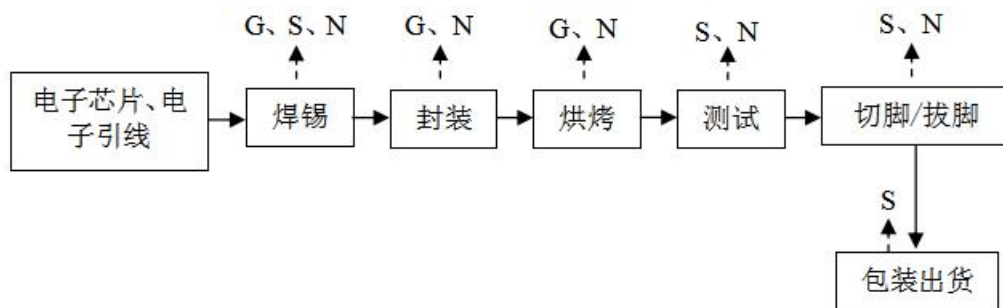 G、S、N
G、N
G、N
S、N
S、N
电子芯片、电
子引线
焊锡
封装
烘烤
测试
切脚/拔脚
S
包装出货